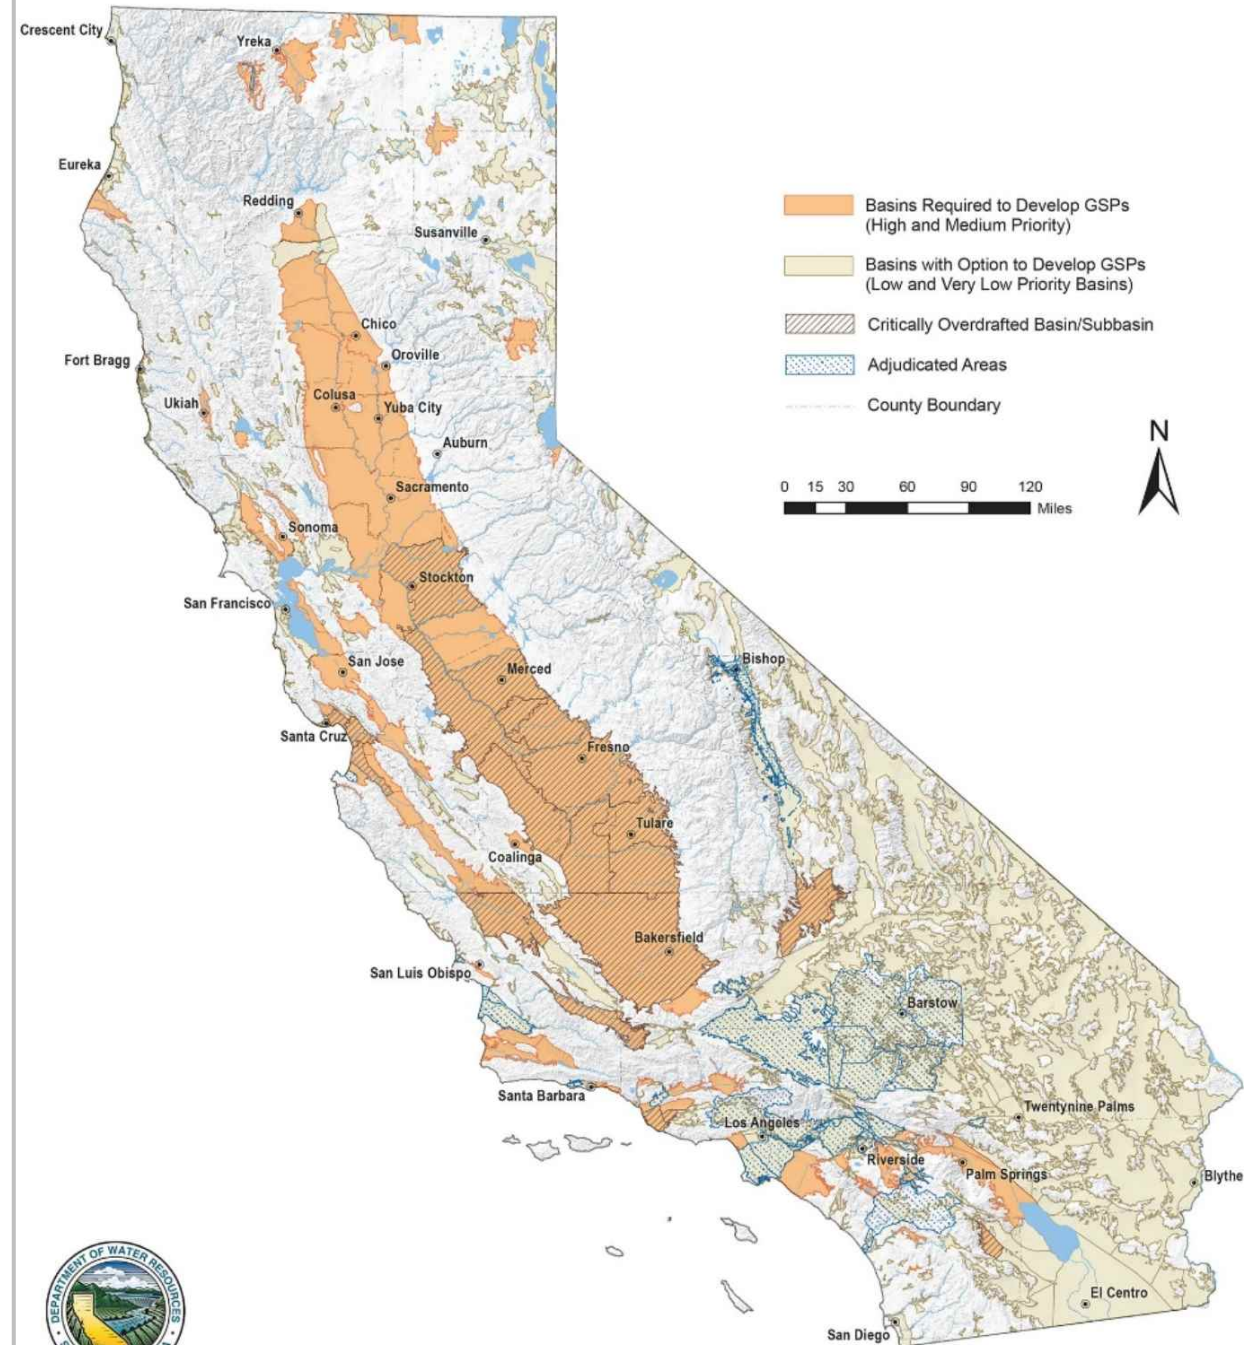 Crescent City
Yreka
Eureka
Redding
Susanville
Basins Required to Develop GSPs
(High and Medium Priority)
Basins with Option to Develop GSPs
(Low and Very Low Priority Basins)
Critically Overdrafted Basin/Subbasin
Adjudicated Areas
County Boundary
N
0 15 30 60 90 120
Miles
Chico
Fort Bragg
Oroville
Ukiah
Colusa
Yuba City
Auburn
Sacramento
Sonoma
Stockton
San Francisco
San Jose
Merced
Bishop
Santa Cruz
Fresno
Tulare
Coalinga
Bakersfield
San Luis Obispo
Barstow
Santa Barbara
Los Angeles
Twentynine Palms
Riverside
Palm Springs
Blythe
El Centro
San Diego
DEPARTMENT OF WATER RESOURCES